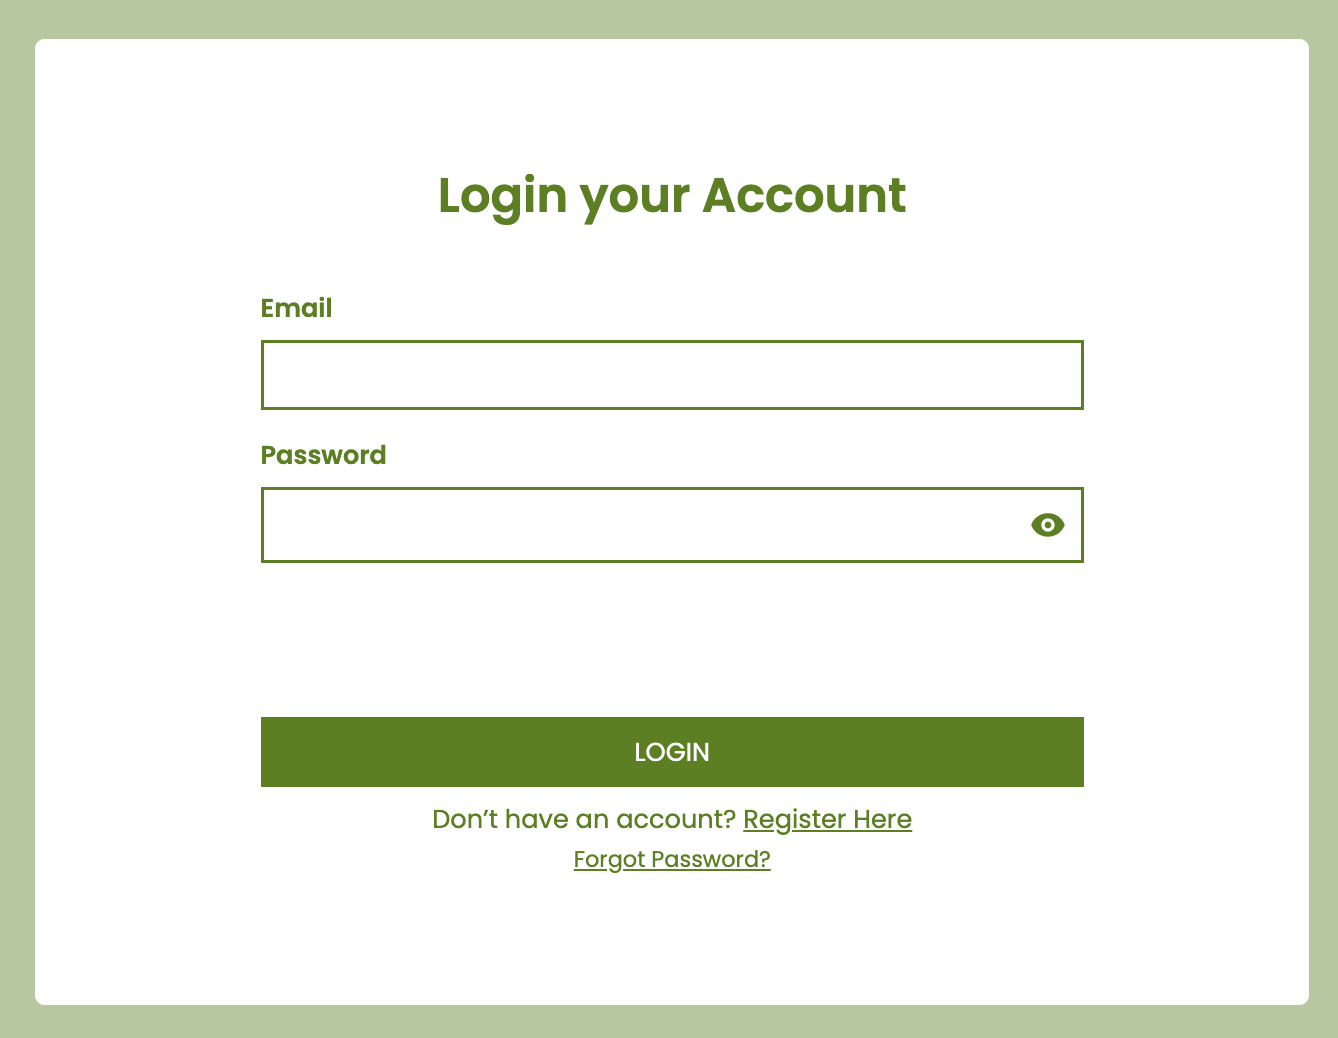 Login your Account
Email
Password
LOGIN
Don’t have an account? Register Here
Forgot Password?